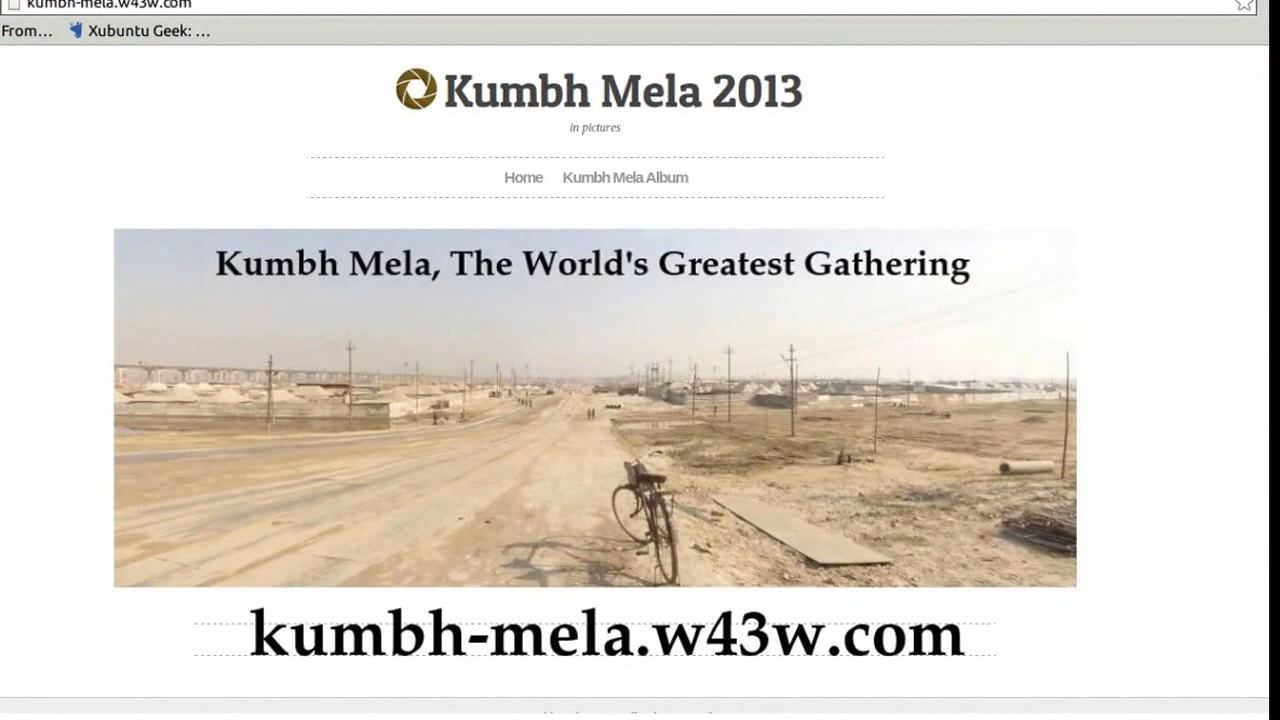 kumbh-mela.w43w.com
From... Xubuntu Geek: ...
Kumbh Mela 2013
in pictures
Home Kumbh Mela Album
Kumbh Mela, The World's Greatest Gathering
kumbh-mela.w43w.com